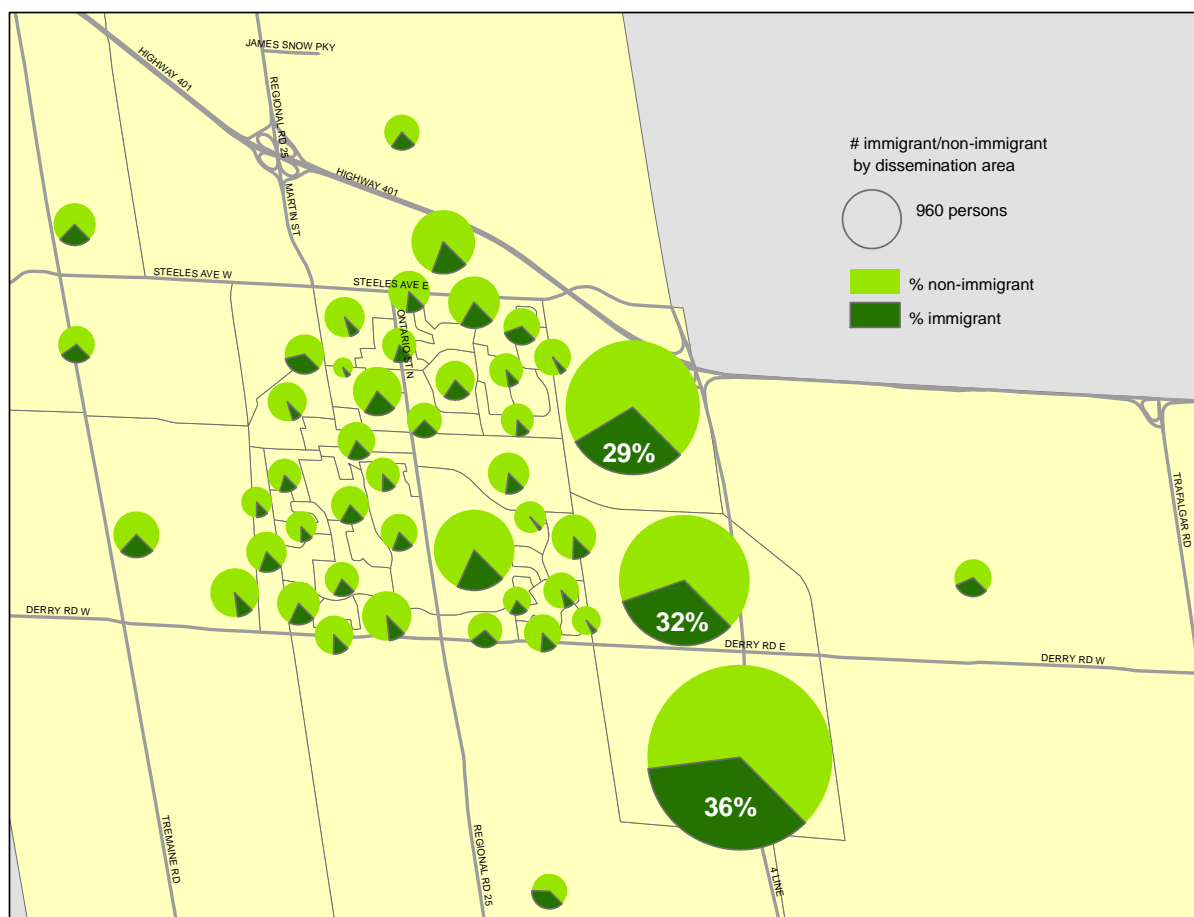 JAMES SNOW PKY
HIGHWAY 401
REGIONAL RD 25
# immigrant/non-immigrant
by dissemination area
HIGHWAY 401
MARTIN ST
960 persons
STEELES AVE W
STEELES AVE E
% non-immigrant
% immigrant
ONTARIO ST N
29%
TRAFALGAR RD
DERRY RD W
32%
DERRY RD E
DERRY RD W
36%
TREMAINE RD
REGIONAL RD 25
4 LINE